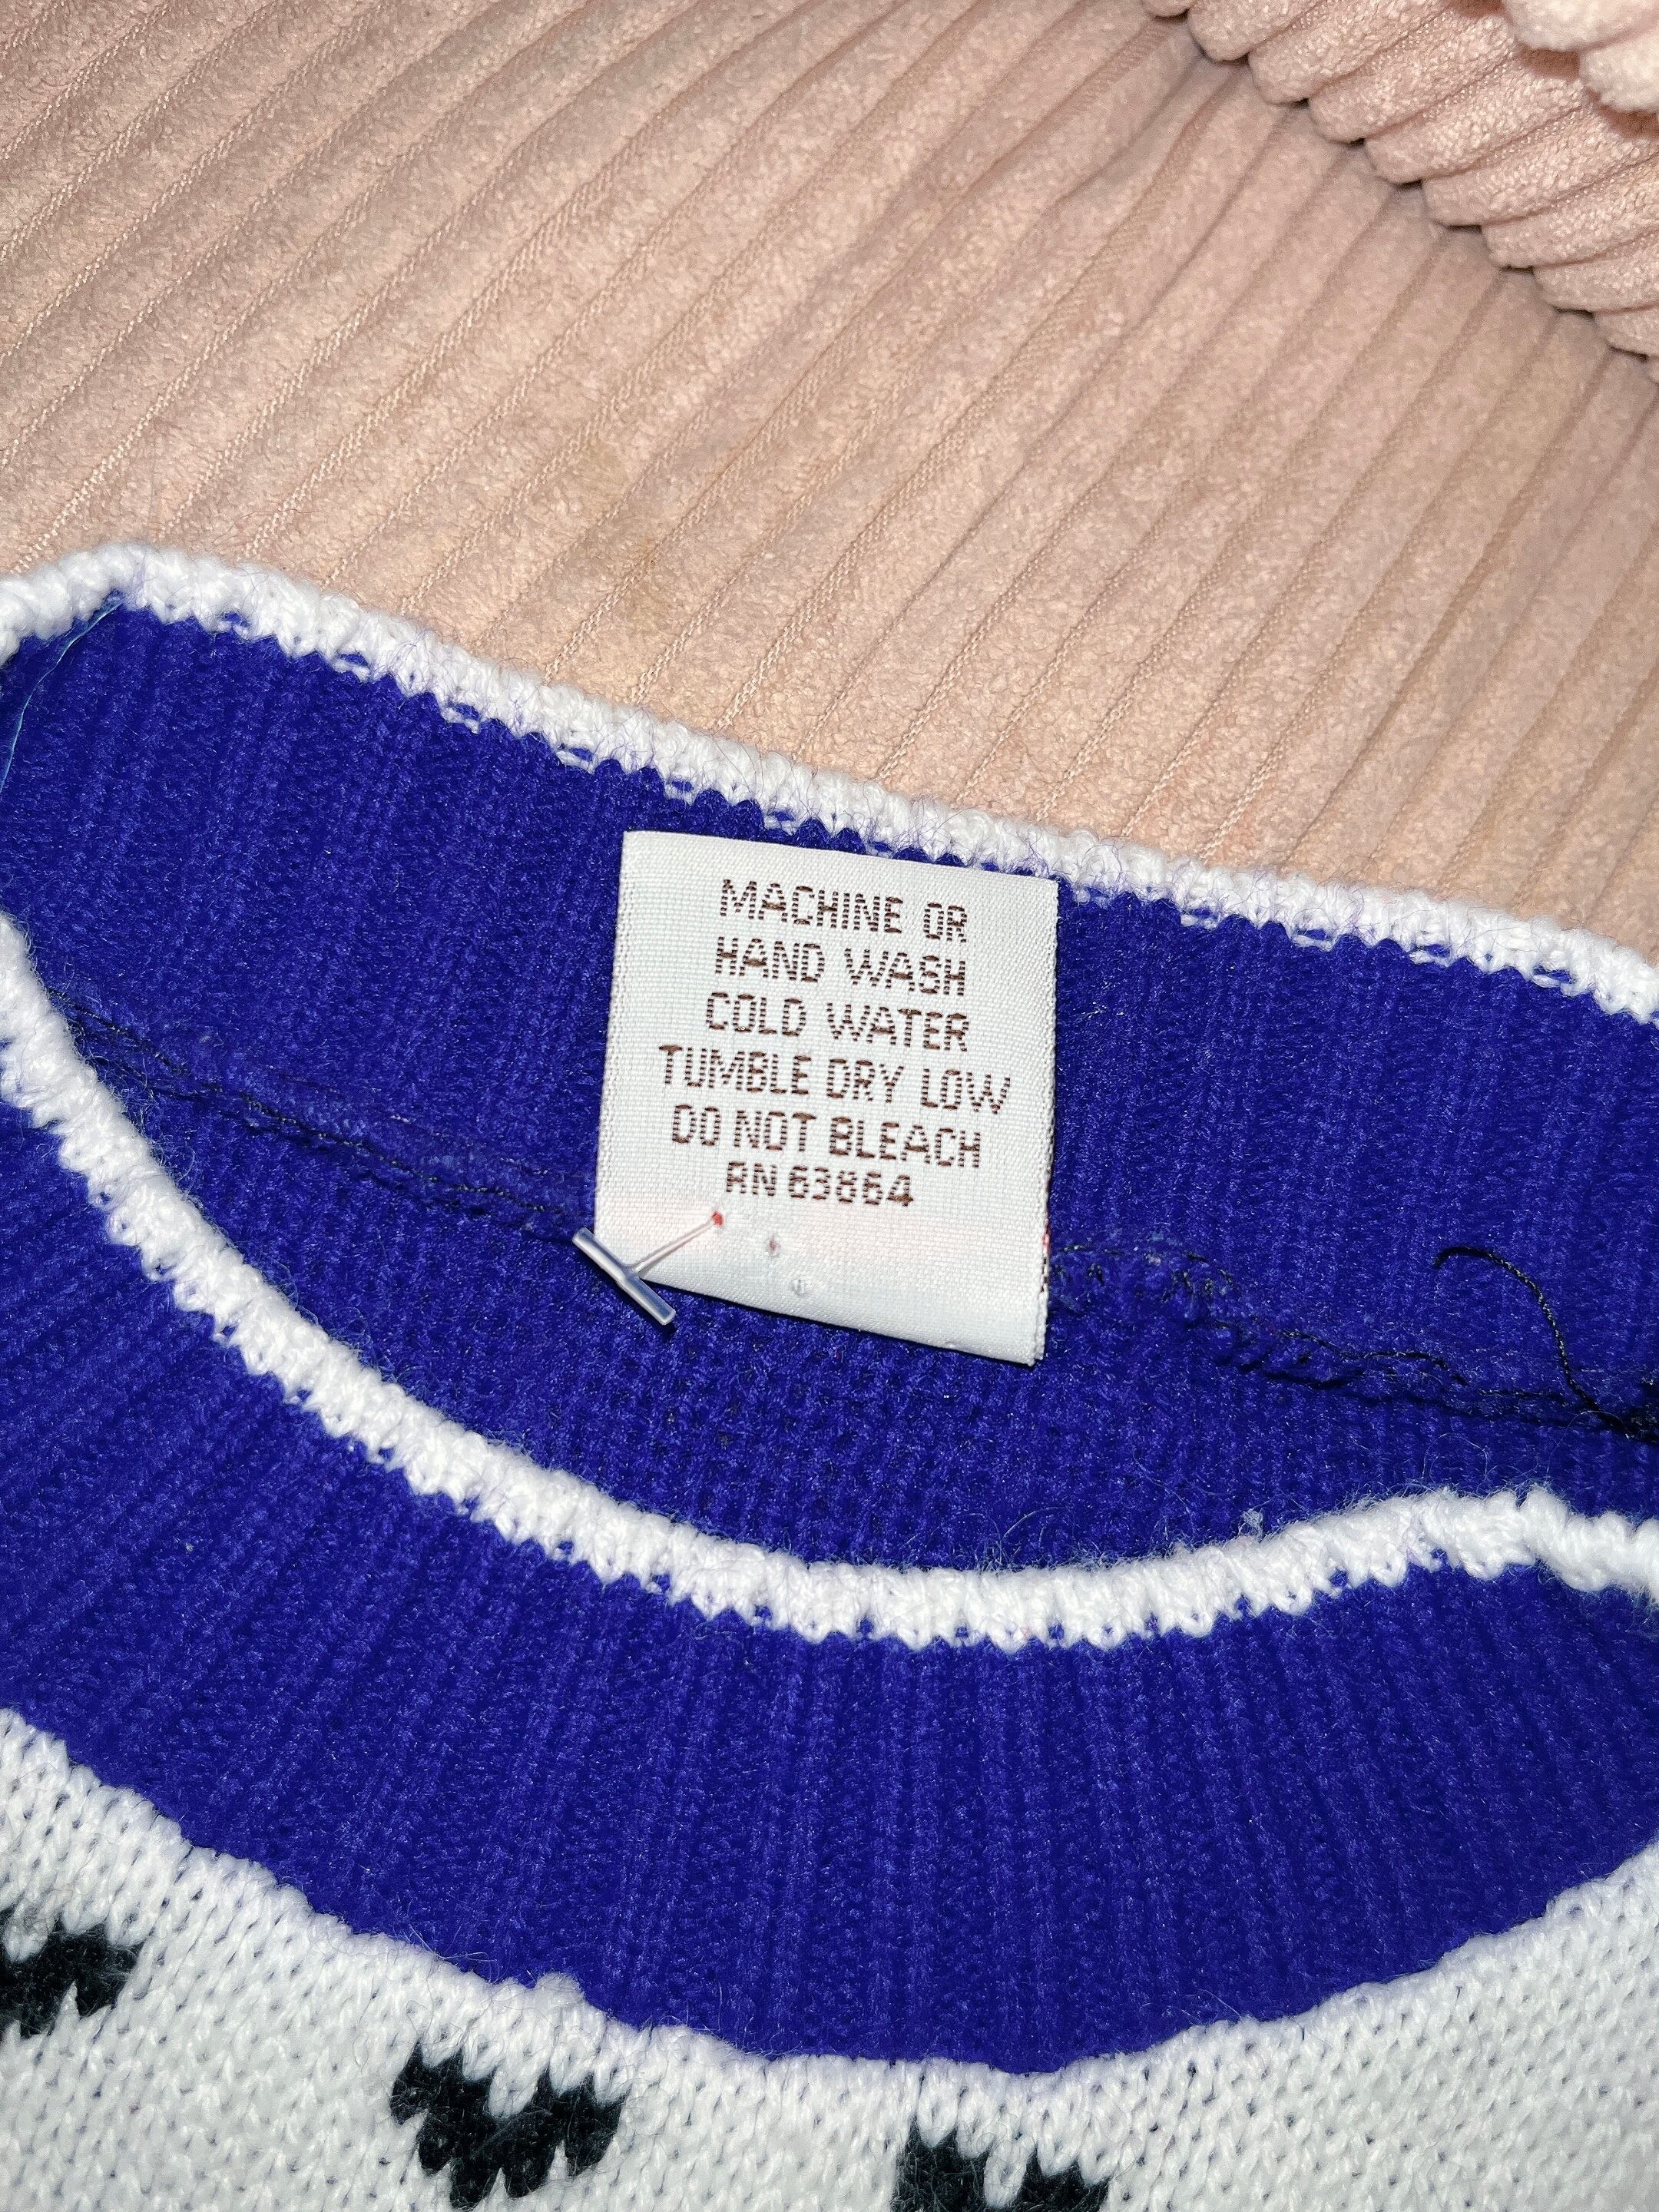 MACHINE OR
HAND WASH
COLD WATER
TUMBLE DRY LOW
DO NOT BLEACH
RN 63864